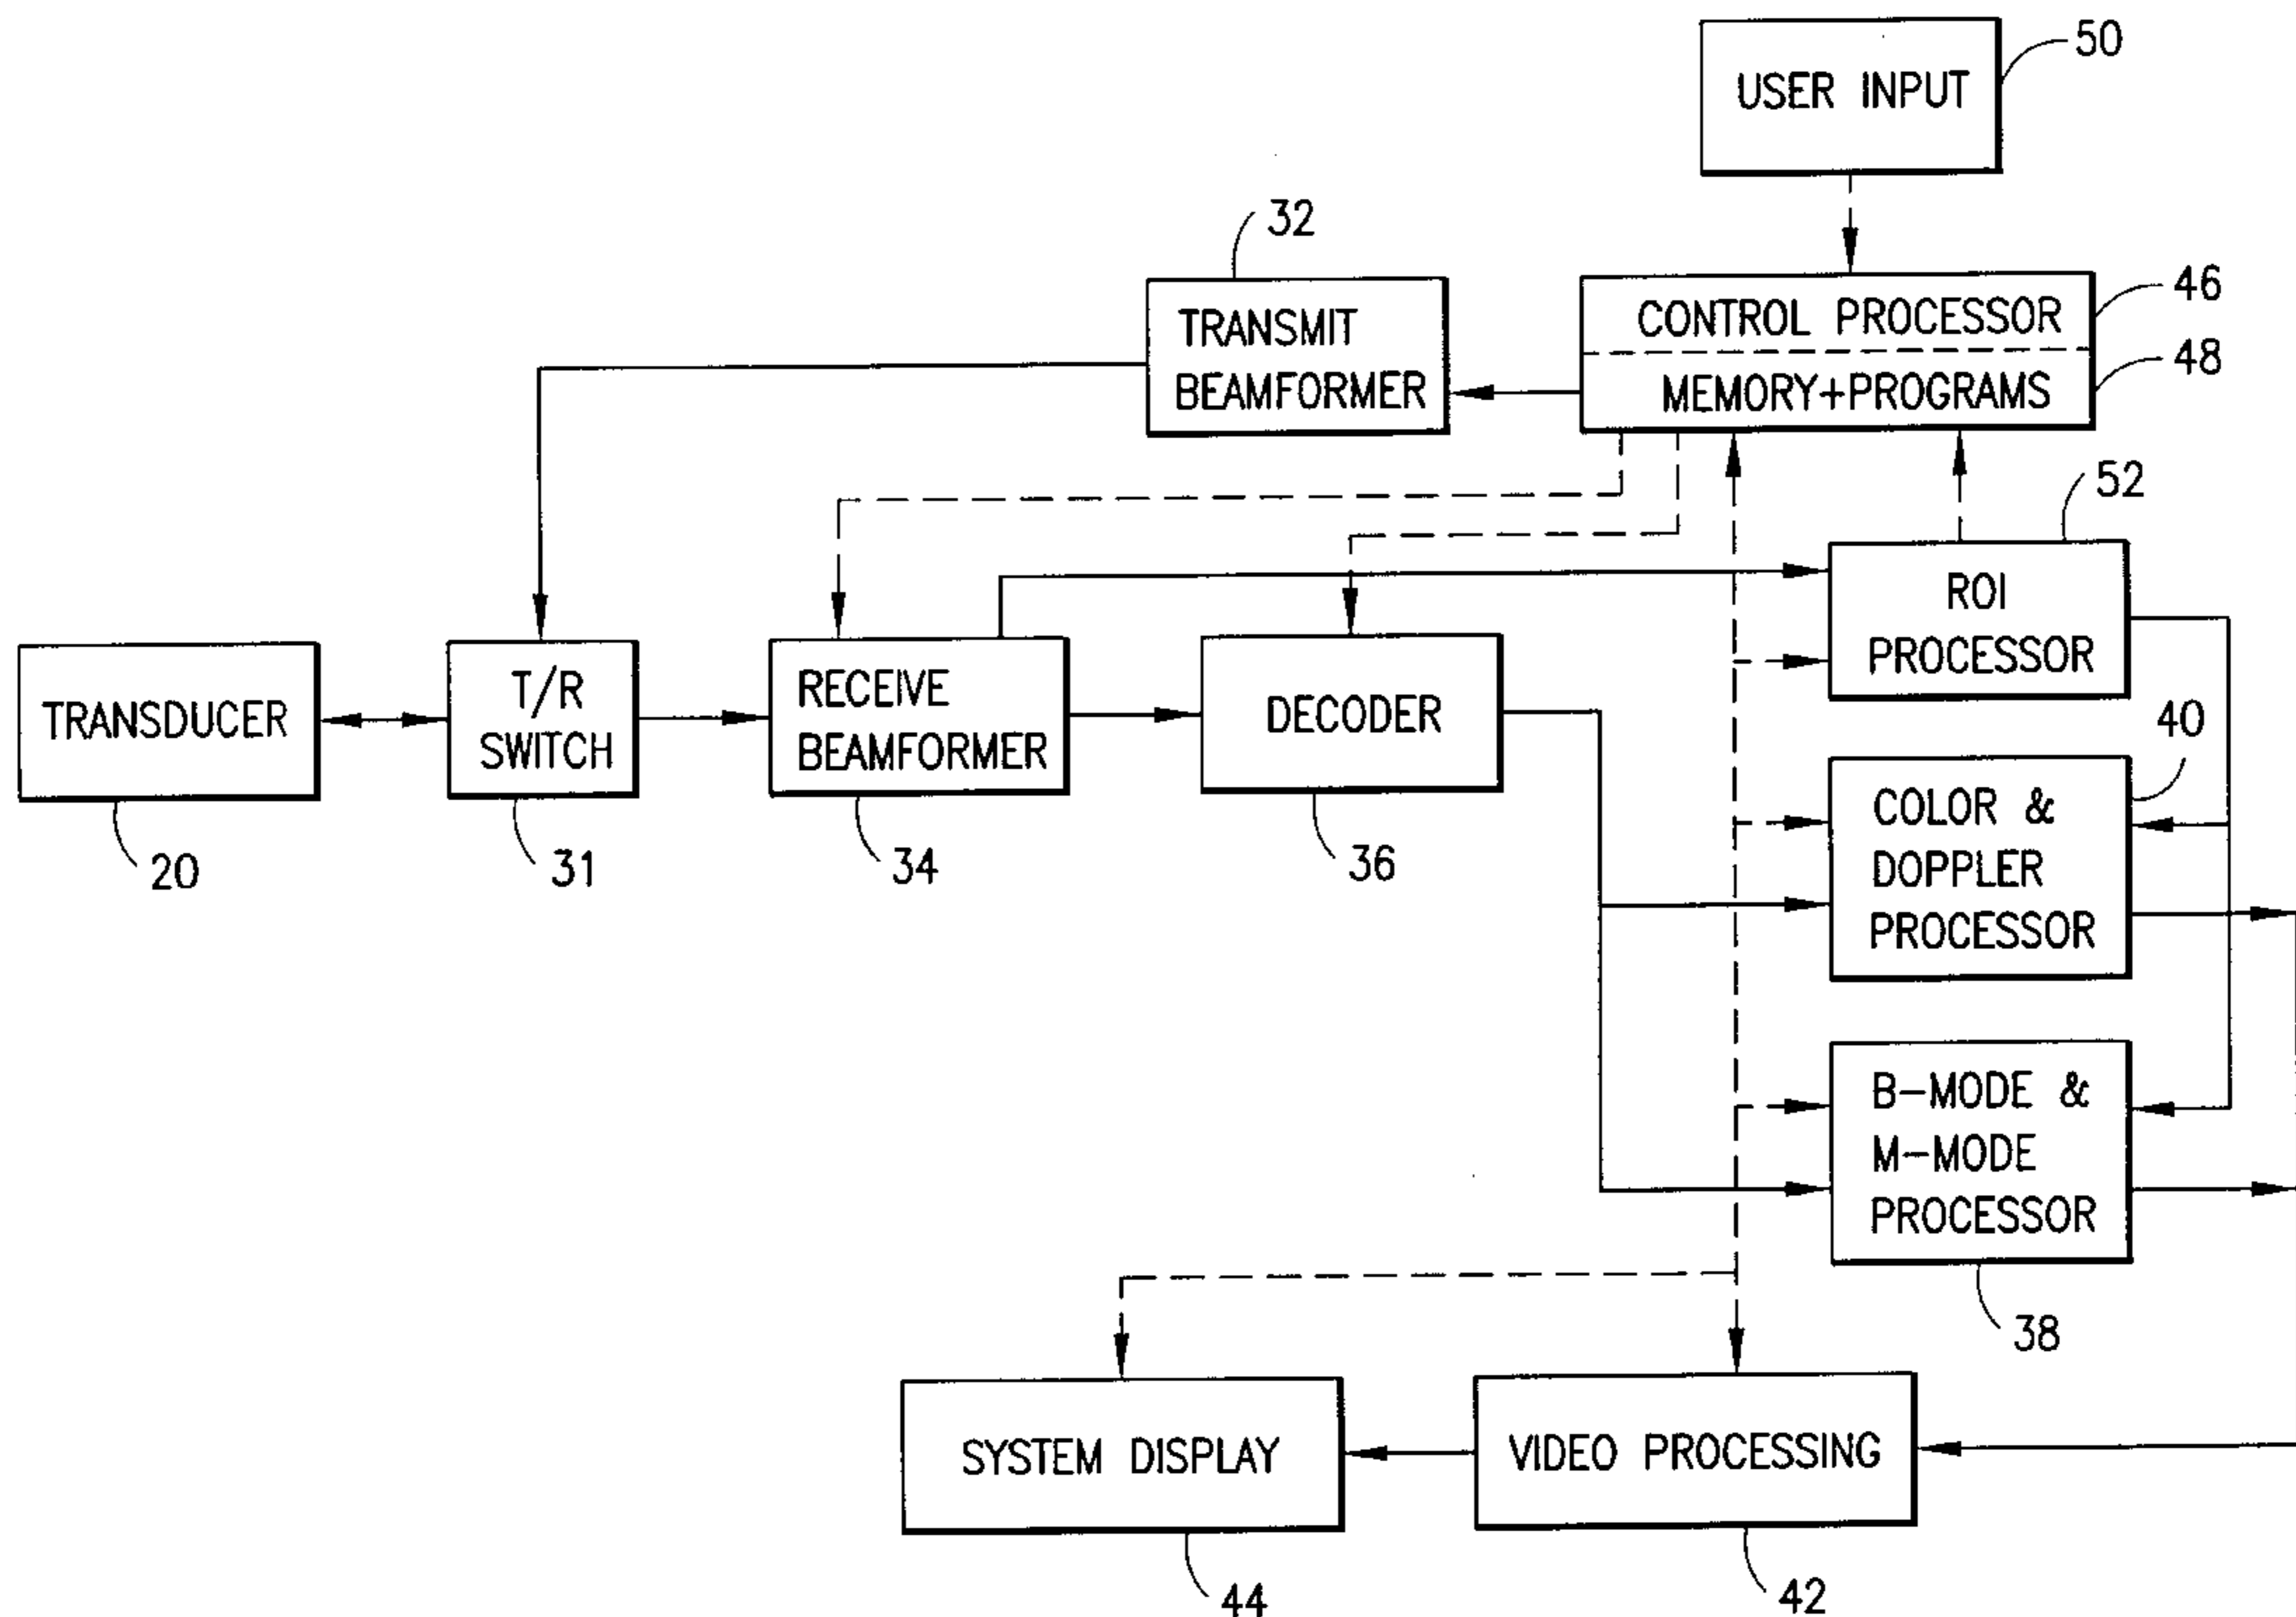 50
USER INPUT
32
TRANSMIT
BEAMFORMER
CONTROL PROCESSOR
46
MEMORY+PROGRAMS
48
52
ROI
PROCESSOR
TRANSDUCER
20
T/R
SWITCH
31
RECEIVE
BEAMFORMER
34
DECODER
36
40
COLOR &
DOPPLER
PROCESSOR
B-MODE &
M-MODE
PROCESSOR
38
SYSTEM DISPLAY
44
VIDEO PROCESSING
42